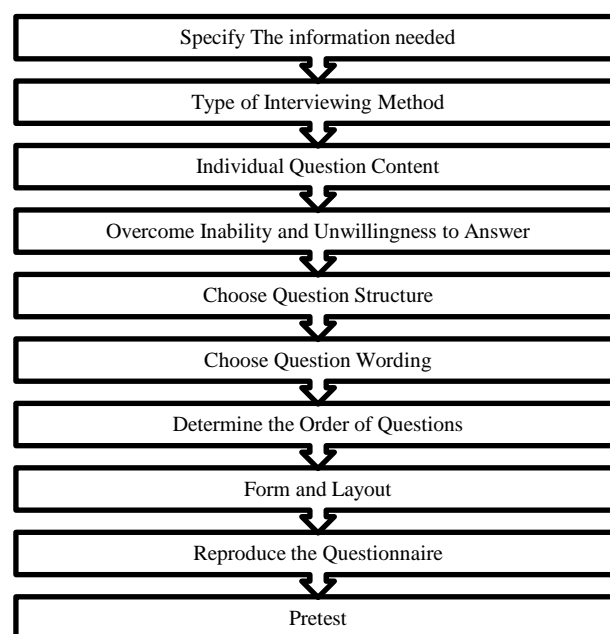 Specify The information needed
Type of Interviewing Method
Individual Question Content
Overcome Inability and Unwillingness to Answer
Choose Question Structure
Choose Question Wording
Determine the Order of Questions
Form and Layout
Reproduce the Questionnaire
Pretest